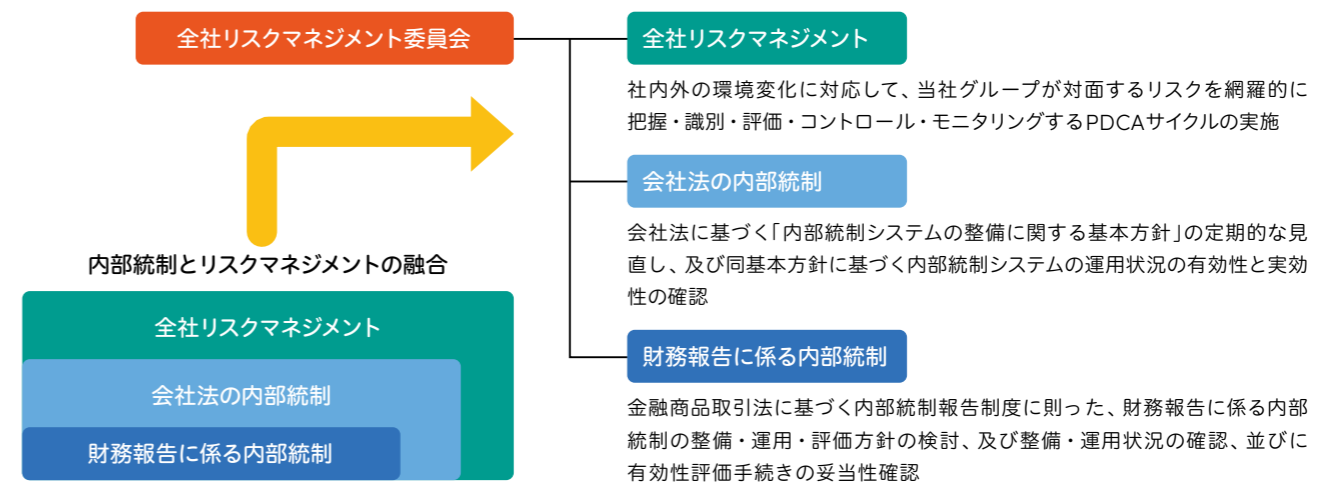 全社リスクマネジメント委員会
内部統制とリスクマネジメントの融合
全社リスクマネジメント
会社法の内部統制
財務報告に係る内部統制
全社リスクマネジメント
社内外の環境変化に対応して、当社グループが対面するリスクを網羅的に
把握・識別・評価・コントロール・モニタリングするPDCAサイクルの実施
会社法の内部統制
会社法に基づく「内部統制システムの整備に関する基本方針」の定期的な見
直し、及び同基本方針に基づく内部統制システムの運用状況の有効性と実効
性の確認
財務報告に係る内部統制
金融商品取引法に基づく内部統制報告制度に則った、財務報告に係る内部
統制の整備・運用・評価方針の検討、及び整備・運用状況の確認、並びに
有効性評価手続きの妥当性確認